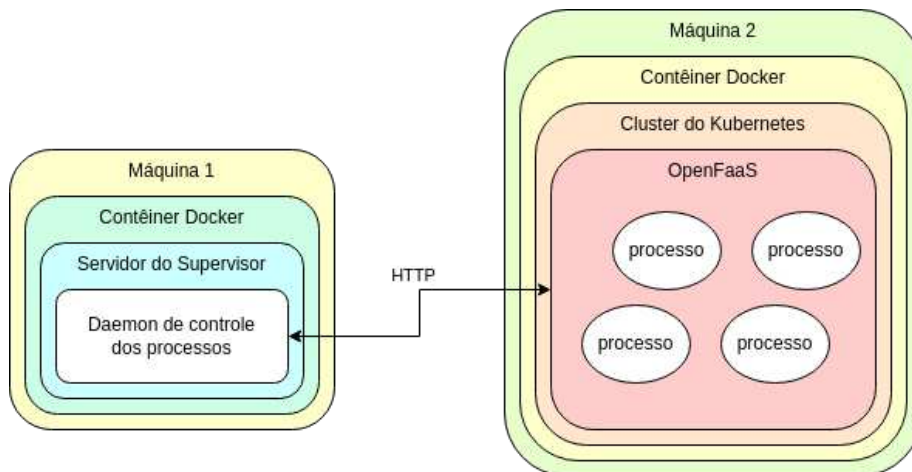 Máquina 1
Contêiner Docker
Servidor do Supervisor
Daemon de controle
dos processos
HTTP
Máquina 2
Contêiner Docker
Cluster do Kubernetes
OpenFaaS
processo
processo
processo
processo